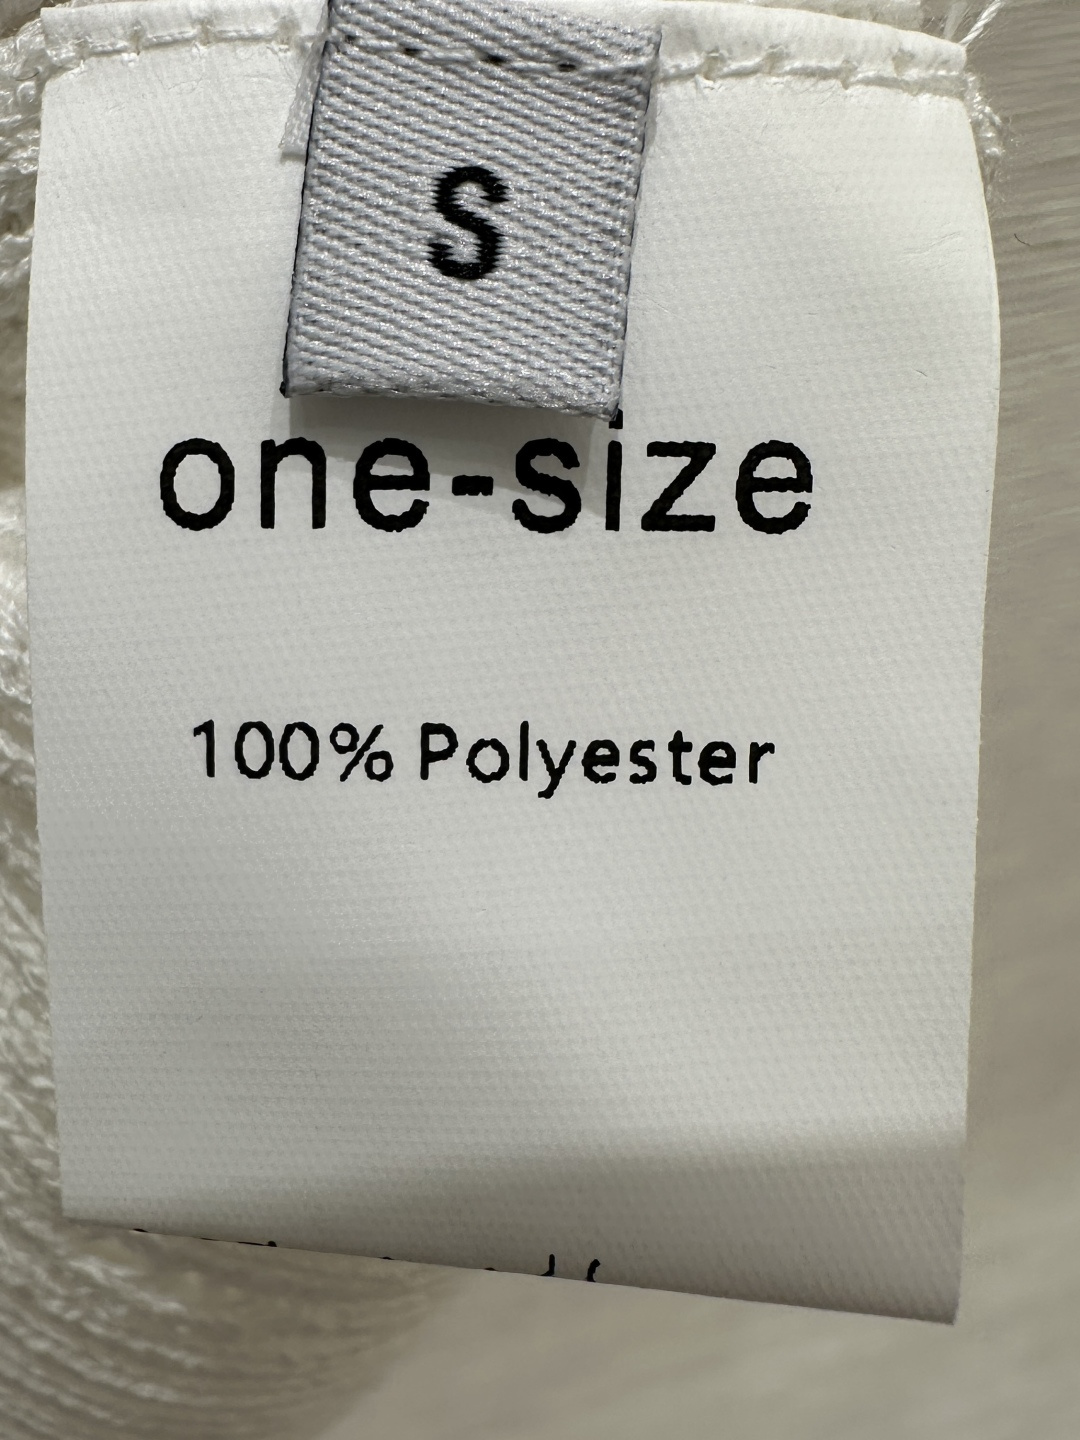 S
one-size
100% Polyester